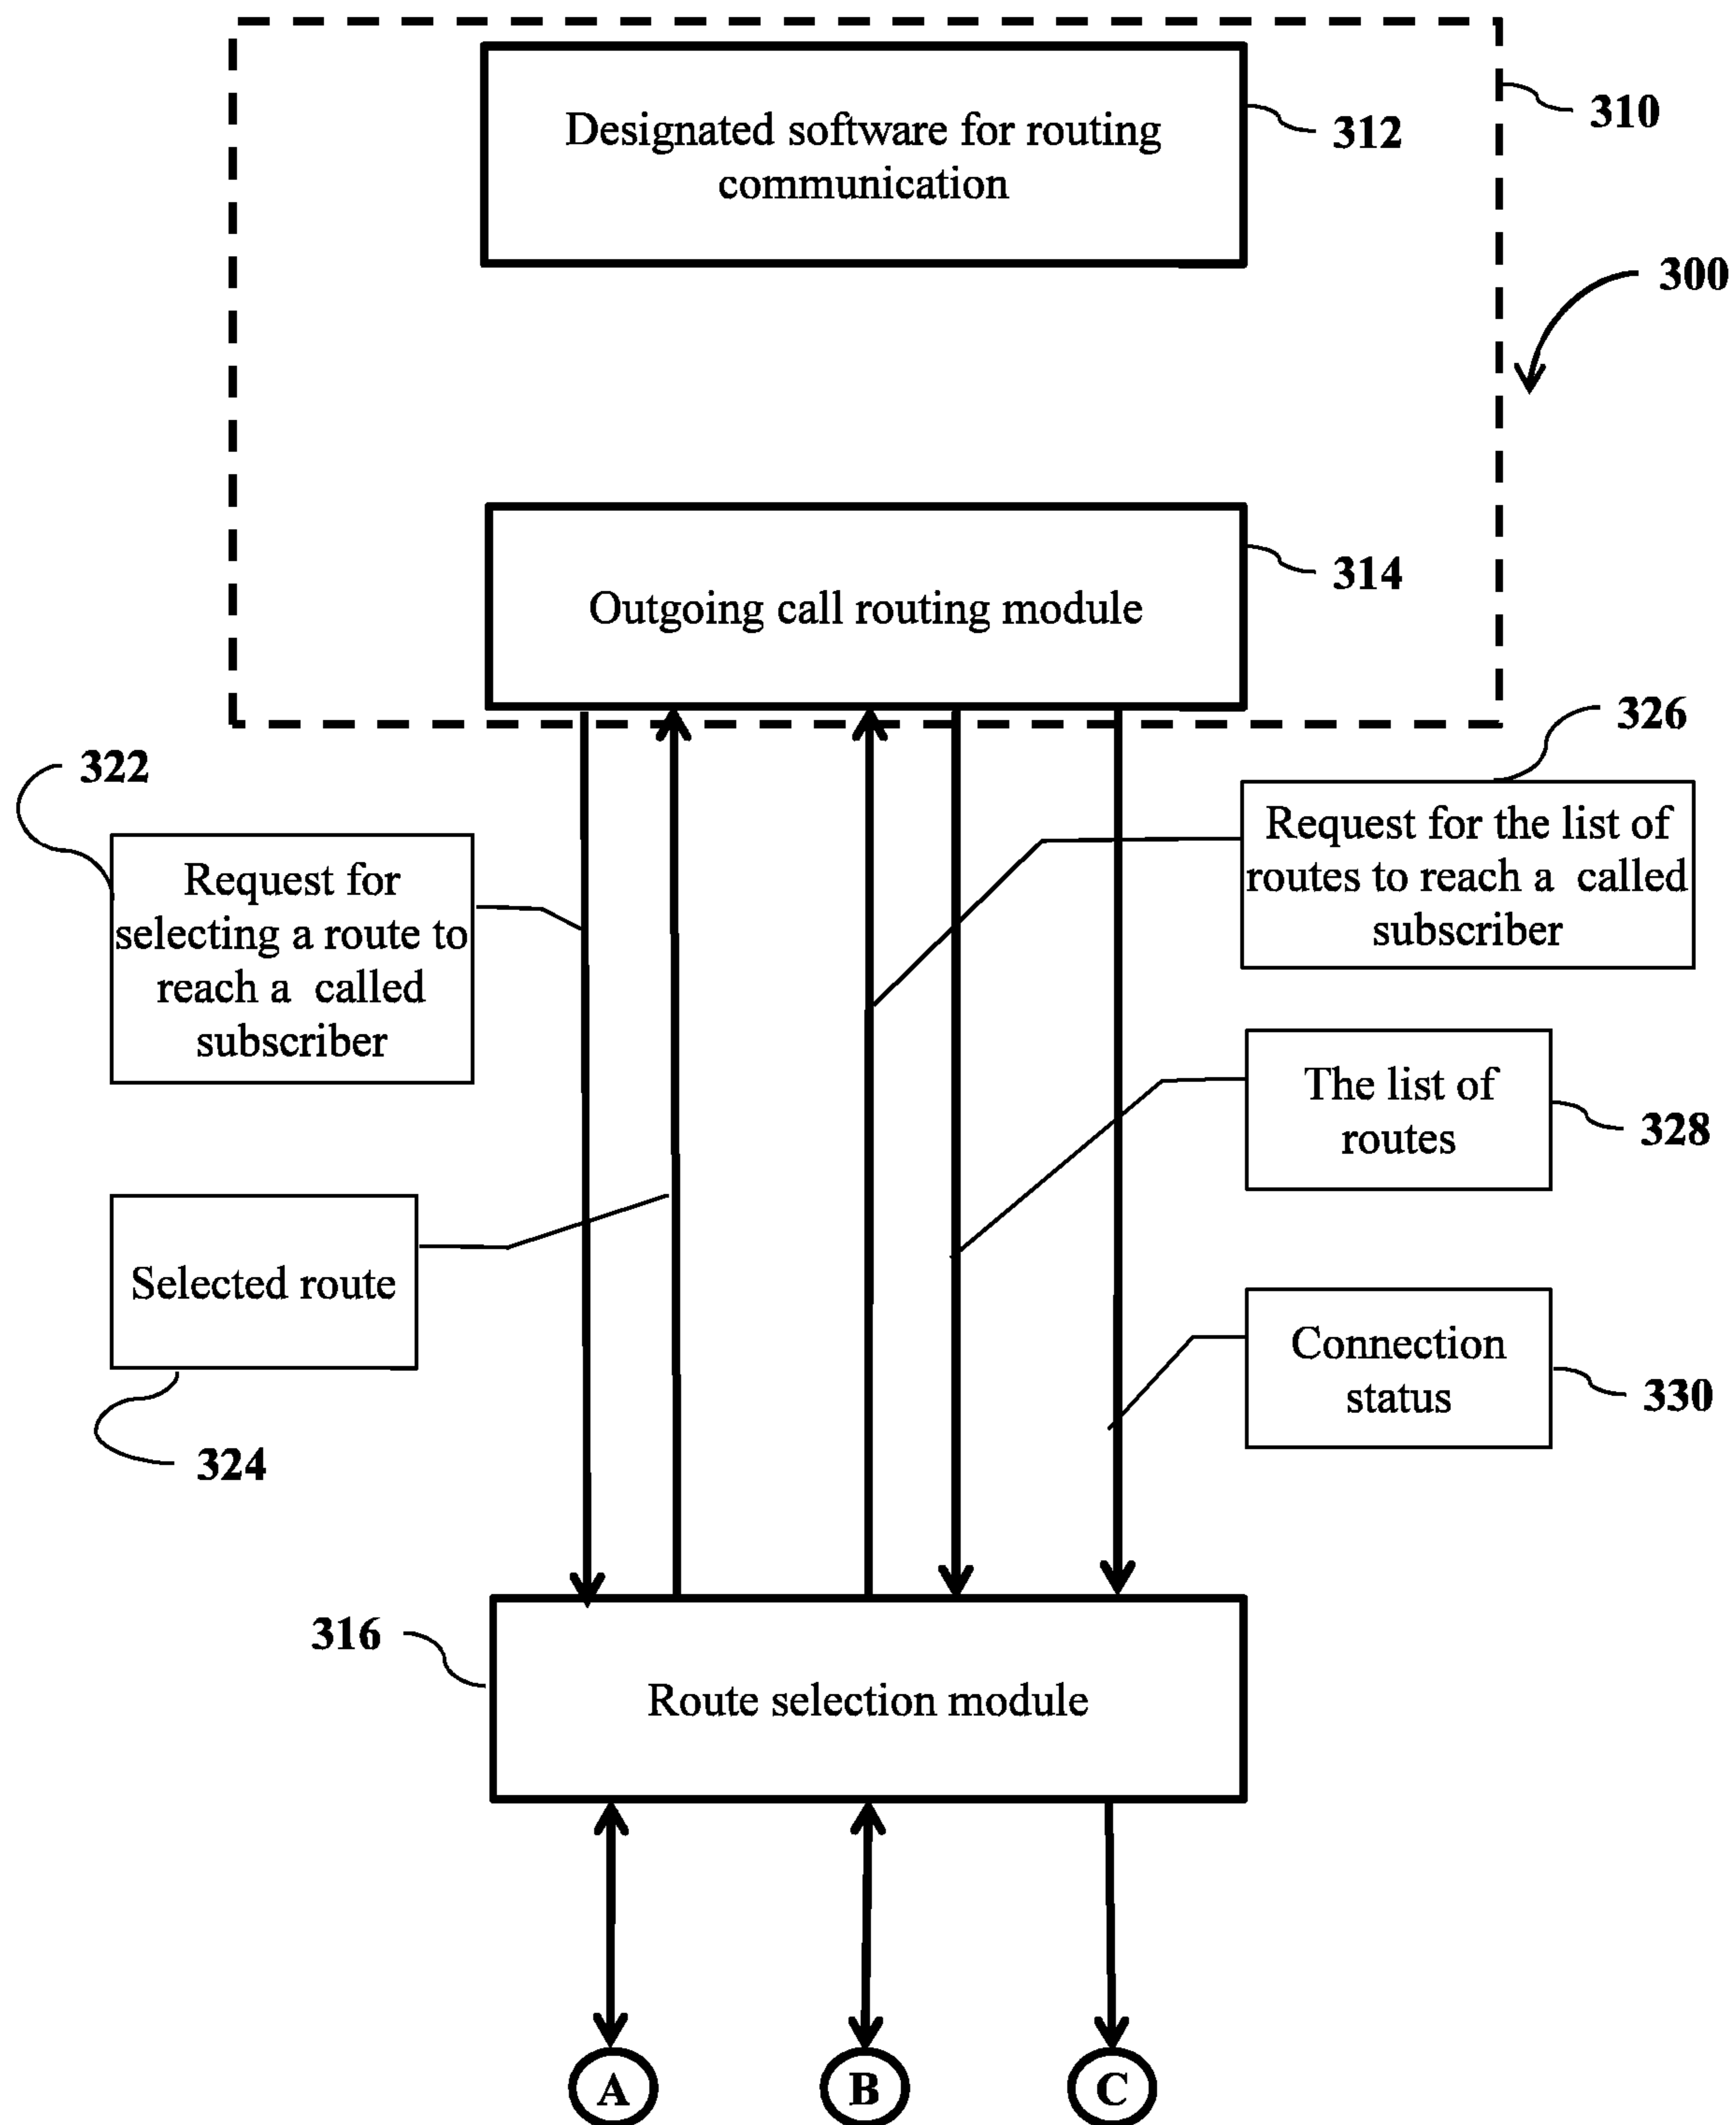 310
Designated software for routing
communication
312
300
Outgoing call routing module
314
326
322
Request for the list of
routes to reach a called
subscriber
Request for
selecting a route to
reach a called
subscriber
The list of
routes
328
Selected route
324
Connection
status
330
316
Route selection module
A
B
C